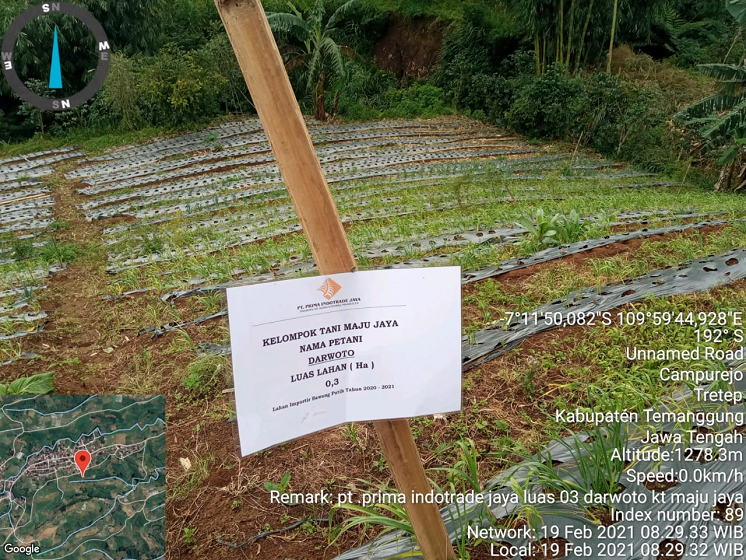 S
N
W
E
PT. PRIMA INDOTRADE JAYA
KELOMPOK TANI MAJU JAYA
NAMA PETANI
DARWOTO
LUAS LAHAN ( Ha )
0,3
Lahan Importir Bawang Putih Tahun 2020 - 2021
-7°11'50,082"S 109°59'44,928"E
192° S
Unnamed Road
Campurejo
Tretep
Kabupaten Temanggung
Jawa Tengah
Altitude:1278.3m
Speed:0.0km/h
Remark: pt .prima indotrade jaya luas 03 darwoto kt maju jaya
Index number: 89
Network: 19 Feb 2021 08.29.33 WIB
Local: 19 Feb 2021 08.29.32 WIB
Google